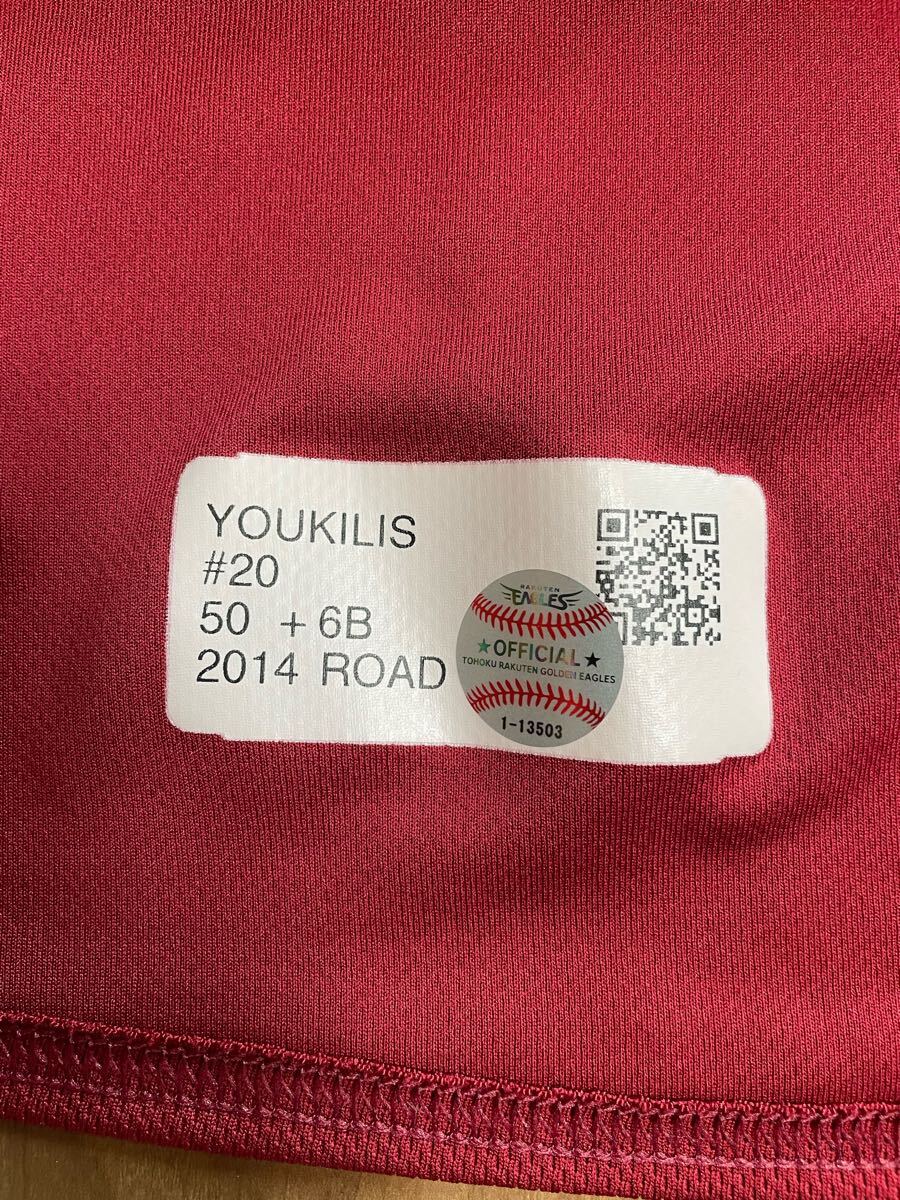 YOUKILIS
#20
50 +6B
2014 ROAD
RAKUTEN
EAGLES
★OFFICIAL★
TOHOKU RAKUTEN GOLDEN EAGLES
1-13503